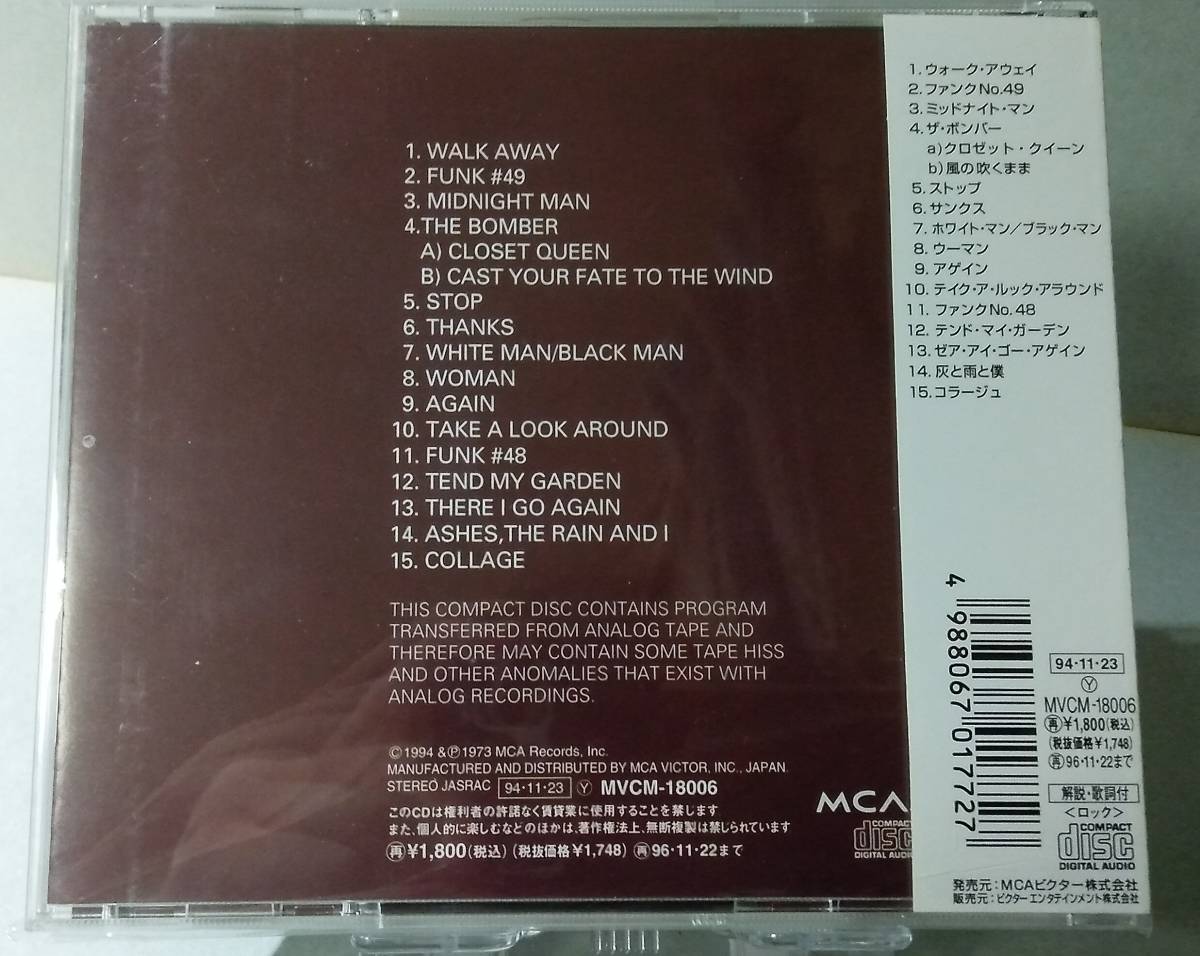 1. WALK AWAY
2. FUNK #49
3. MIDNIGHT MAN
4.THE BOMBER
A) CLOSET QUEEN
B) CAST YOUR FATE TO THE WIND
5. STOP
6. THANKS
7. WHITE MAN/BLACK MAN
8. WOMAN
9. AGAIN
10. TAKE A LOOK AROUND
11. FUNK #48
12. TEND MY GARDEN
13. THERE I GO AGAIN
14. ASHES,THE RAIN AND I
15. COLLAGE
THIS COMPACT DISC CONTAINS PROGRAM
TRANSFERRED FROM ANALOG TAPE AND
THEREFORE MAY CONTAIN SOME TAPE HISS
AND OTHER ANOMALIES THAT EXIST WITH
ANALOG RECORDINGS.
©1994 &℗1973 MCA Records, Inc.
MANUFACTURED AND DISTRIBUTED BY MCA VICTOR, INC., JAPAN.
STEREO JASRAC 94·11·23 Ⓨ MVCM-18006
このCDは権利者の許諾なく賃貸業に使用することを禁じます
また、個人的に楽しむなどのほかは、著作権法上、無断複製は禁じられています
再¥1,800(税込) (税抜価格¥1,748) 再96·11·22まで
MCA
COMPACT
disc
DIGITAL AUDIO
1.ウォーク・アウェイ
2.ファンクNo.49
3.ミッドナイト・マン
4.ザ・ボンバー
a)クロゼット・クイーン
b)風の吹くまま
5.ストップ
6.サンクス
7.ホワイト・マン/ブラック・マン
8.ウーマン
9.アゲイン
10.テイク・ア・ルック・アラウンド
11.ファンクNo.48
12.テンド・マイ・ガーデン
13.ゼア・アイ・ゴー・アゲイン
14.灰と雨と僕
15.コラージュ
4 988067 017727
94·11·23
Ⓨ
MVCM-18006
再¥1,800(税込)
(税抜価格¥1,748)
再96·11·22まで
解説・歌詞付
<ロック>
COMPACT
disc
DIGITAL AUDIO
発売元:MCAビクター株式会社
販売元:ビクターエンタテインメント株式会社